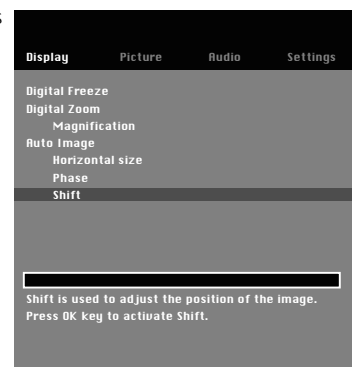 s
Display Picture Audio Settings
Digital Freeze
Digital Zoom
Magnification
Auto Image
Horizontal size
Phase
Shift
Shift is used to adjust the position of the image.
Press OK key to activate Shift.